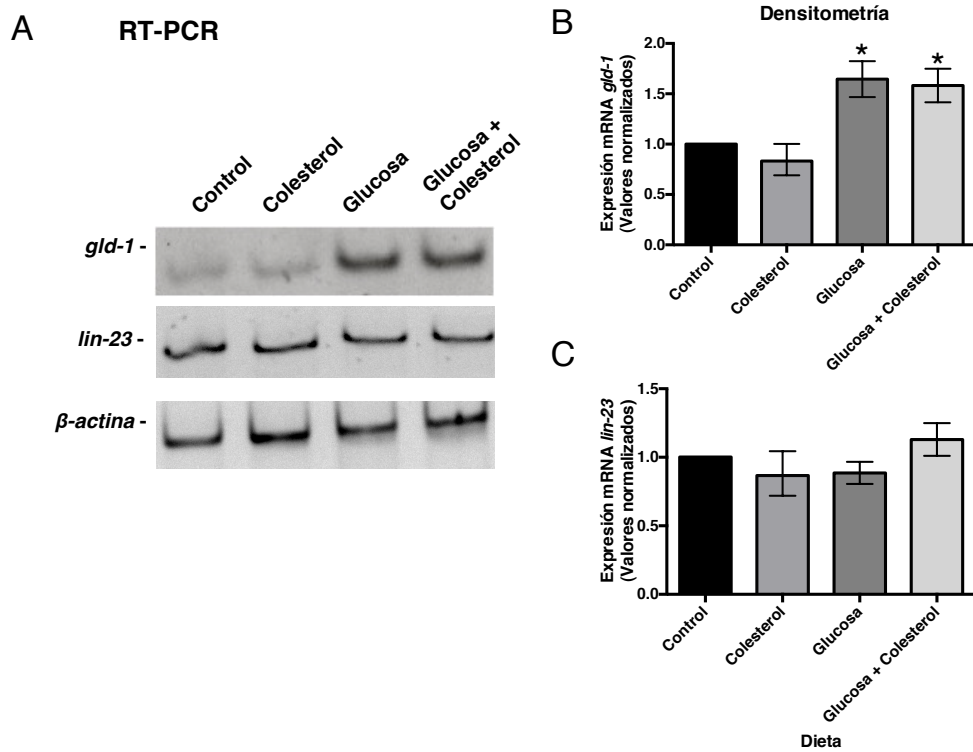 A
RT-PCR
Control
Colesterol
Glucosa
Glucosa +
Colesterol
gld-1 -
lin-23 -
β-actina -
B
Densitometría
Expresión mRNA gld-1
(Valores normalizados)
2.0
1.5
1.0
0.5
0.0
*
*
Control
Colesterol
Glucosa
Glucosa + Colesterol
C
Expresión mRNA lin-23
(Valores normalizados)
1.5
1.0
0.5
0.0
Control
Colesterol
Glucosa
Glucosa + Colesterol
Dieta